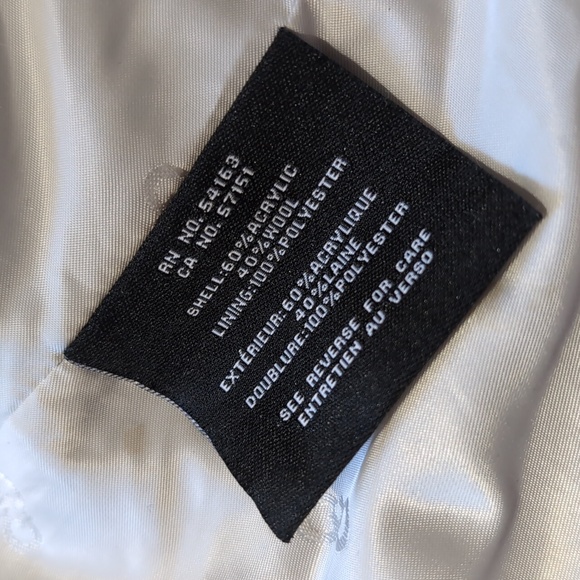 RN NO. 54163
CA NO. 57151
SHELL:60%ACRYLIC
40%WOOL
LINING:100%POLYESTER
EXTÉRIEUR:60%ACRYLIQUE
40%LAINE
DOUBLURE:100%POLYESTER
SEE REVERSE FOR CARE
ENTRETIEN AU VERSO